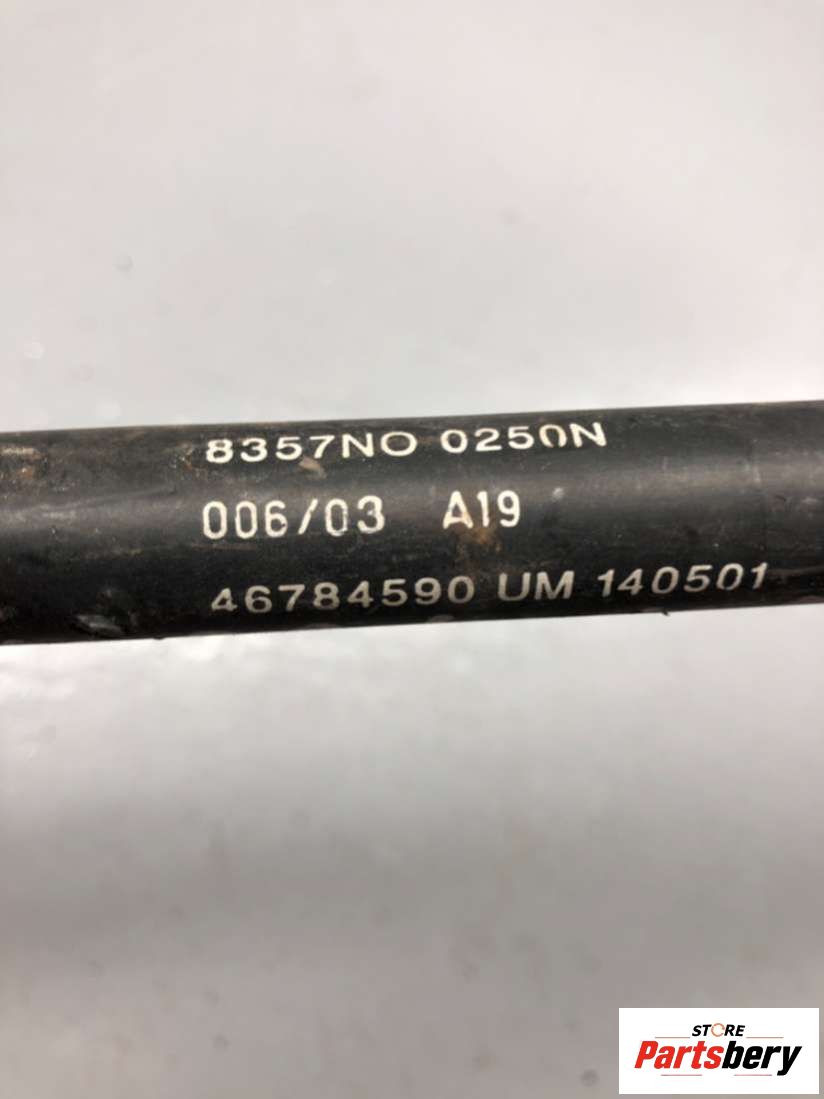 8357NO 0250N
006/03 A19
46784590 UM 140501
STORE
Partsbery